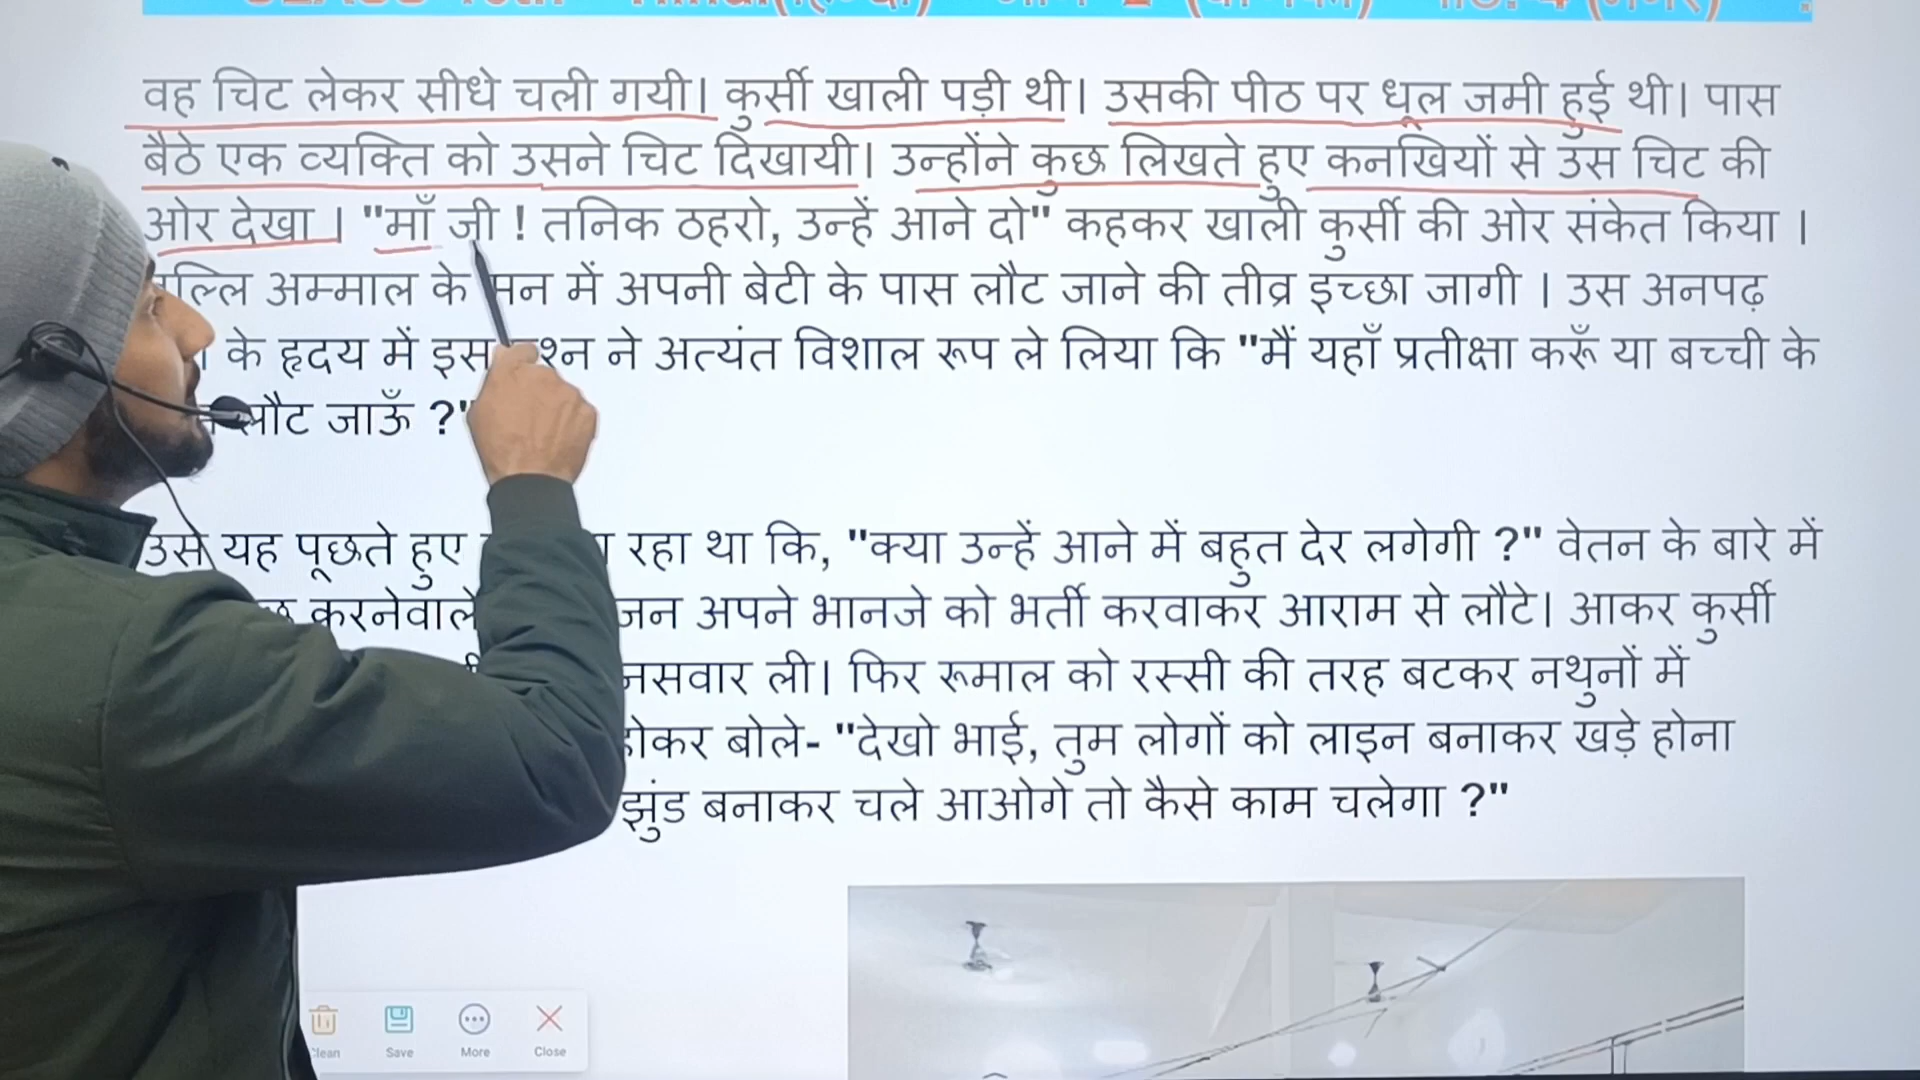 वह चिट लेकर सीधे चली गयी। कुर्सी खाली पड़ी थी। उसकी पीठ पर धूल जमी हुई थी। पास
बैठे एक व्यक्ति को उसने चिट दिखायी। उन्होंने कुछ लिखते हुए कनखियों से उस चिट की
ओर देखा । "माँ जी ! तनिक ठहरो, उन्हें आने दो" कहकर खाली कुर्सी की ओर संकेत किया ।
अम्माल के मन में अपनी बेटी के पास लौट जाने की तीव्र इच्छा जागी । उस अनपढ़
के हृदय में इस ने अत्यंत विशाल रूप ले लिया कि "मैं यहाँ प्रतीक्षा करूँ या बच्ची के
लौट जाऊँ ?"
उसे यह पूछते हुए रहा था कि, "क्या उन्हें आने में बहुत देर लगेगी ?" वेतन के बारे में
करनेवाले अपने भानजे को भर्ती करवाकर आराम से लौटे। आकर कुर्सी
नसवार ली। फिर रूमाल को रस्सी की तरह बटकर नथुनों में
होकर बोले- "देखो भाई, तुम लोगों को लाइन बनाकर खड़े होना
झुंड बनाकर चले आओगे तो कैसे काम चलेगा ?"
Clean Save More Close